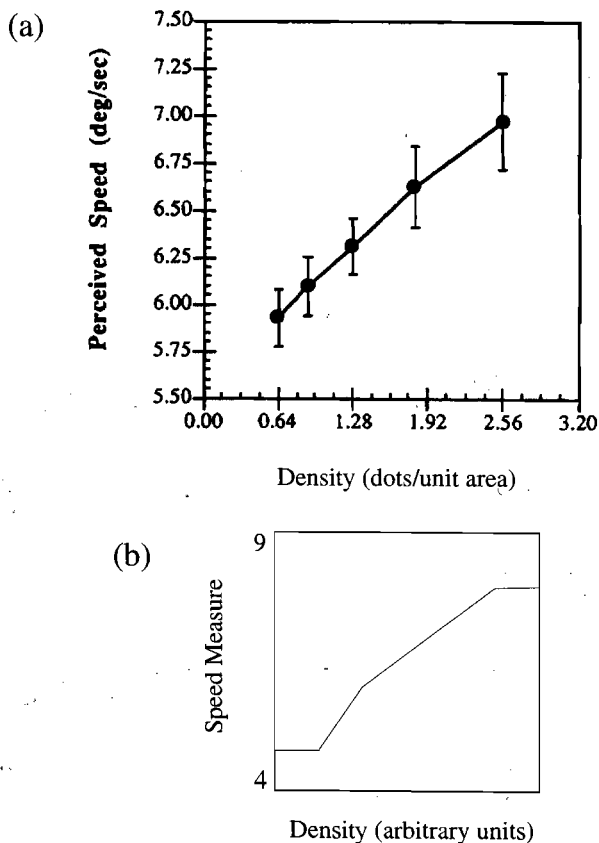 (a)
Perceived Speed (deg/sec)
7.50
7.25
7.00
6.75
6.50
6.25
6.00
5.75
5.50
0.00 0.64 1.28 1.92 2.56 3.20
Density (dots/unit area)
(b)
Speed Measure
9
4
Density (arbitrary units)